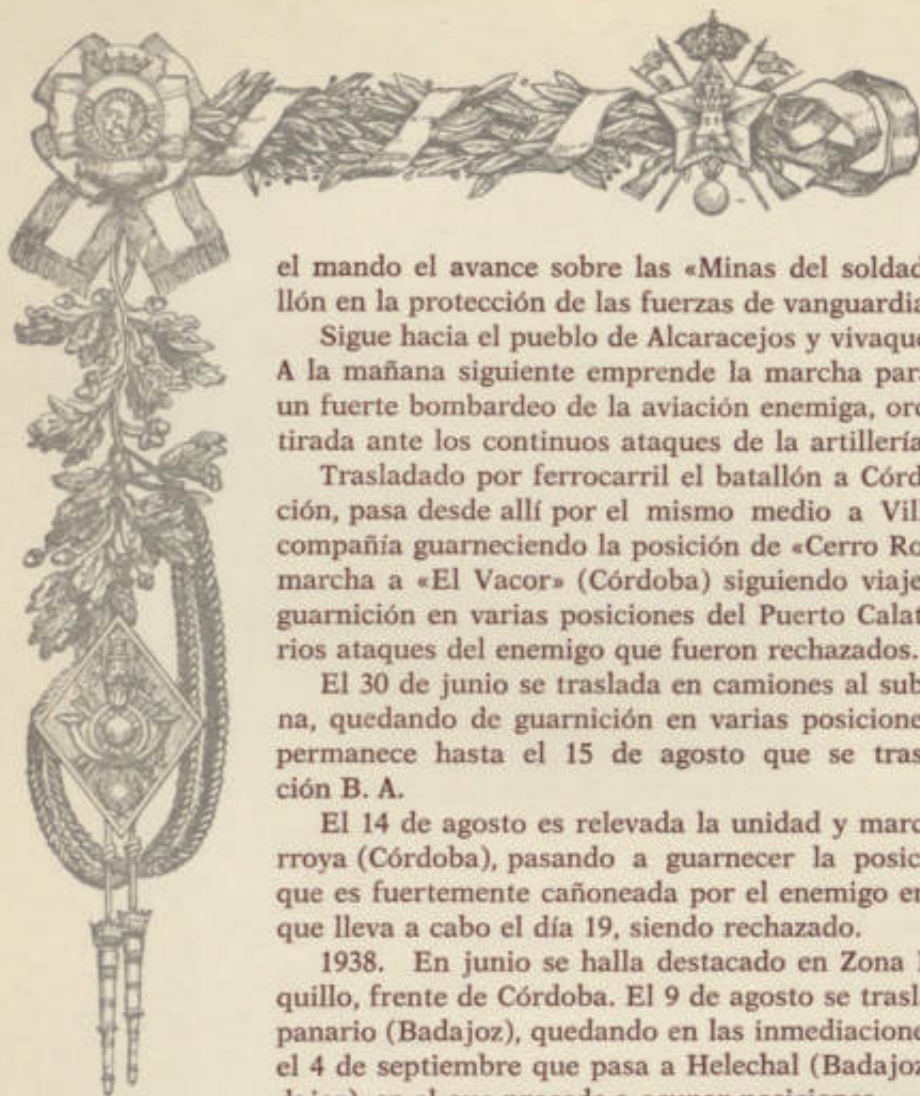 el mando el avance sobre las «Minas del soldad
llón en la protección de las fuerzas de vanguardia
Sigue hacia el pueblo de Alcaracejos y vivaqu
A la mañana siguiente emprende la marcha par
un fuerte bombardeo de la aviación enemiga, ord
tirada ante los continuos ataques de la artillería
Trasladado por ferrocarril el batallón a Córd
ción, pasa desde allí por el mismo medio a Vill
compañía guarneciendo la posición de «Cerro Ro
marcha a «El Vacor» (Córdoba) siguiendo viaje
guarnición en varias posiciones del Puerto Calat
rios ataques del enemigo que fueron rechazados.
El 30 de junio se traslada en camiones al sub
na, quedando de guarnición en varias posicione
permanece hasta el 15 de agosto que se tras
ción B. A.
El 14 de agosto es relevada la unidad y marc
rroya (Córdoba), pasando a guarnecer la posic
que es fuertemente cañoneada por el enemigo en
que lleva a cabo el día 19, siendo rechazado.
1938. En junio se halla destacado en Zona
quillo, frente de Córdoba. El 9 de agosto se trasl
panario (Badajoz), quedando en las inmediacione
el 4 de septiembre que pasa a Helechal (Badajoz